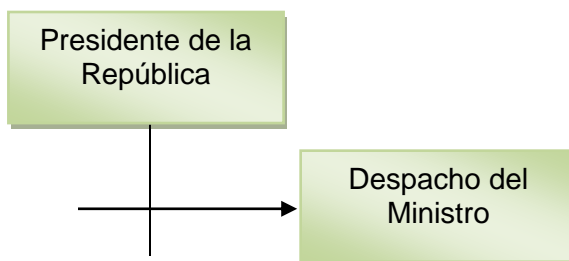 Presidente de la
República
Despacho del
Ministro